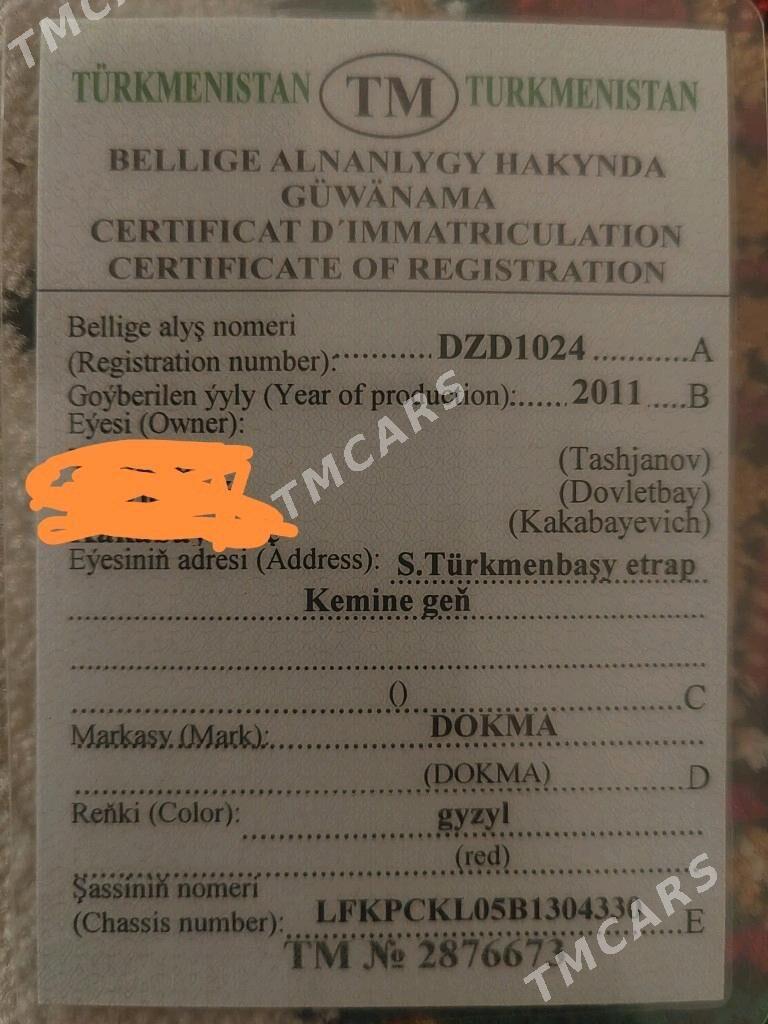 TMCARS
TÜRKMENISTAN TM TURKMENISTAN
BELLIGE ALNANLYGY HAKYNDA
GÜWÄNAMA
CERTIFICAT D´IMMATRICULATION
CERTIFICATE OF REGISTRATION
Bellige alyş nomeri
(Registration number): DZD1024 A
Goýberilen ýyly (Year of production): 2011 B
Eýesi (Owner):
(Tashjanov)
(Dovletbay)
TMCARS
(Kakabayevich)
Eýesiniň adresi (Address): S.Türkmenbaşy etrap
Kemine geň
() C
Markasy (Mark): DOKMA
(DOKMA) D
Reňki (Color): gyzyl
(red)
Şassiniň nomeri
(Chassis number): LFKPCKL05B1304330 E
TM № 2876673
TMCARS